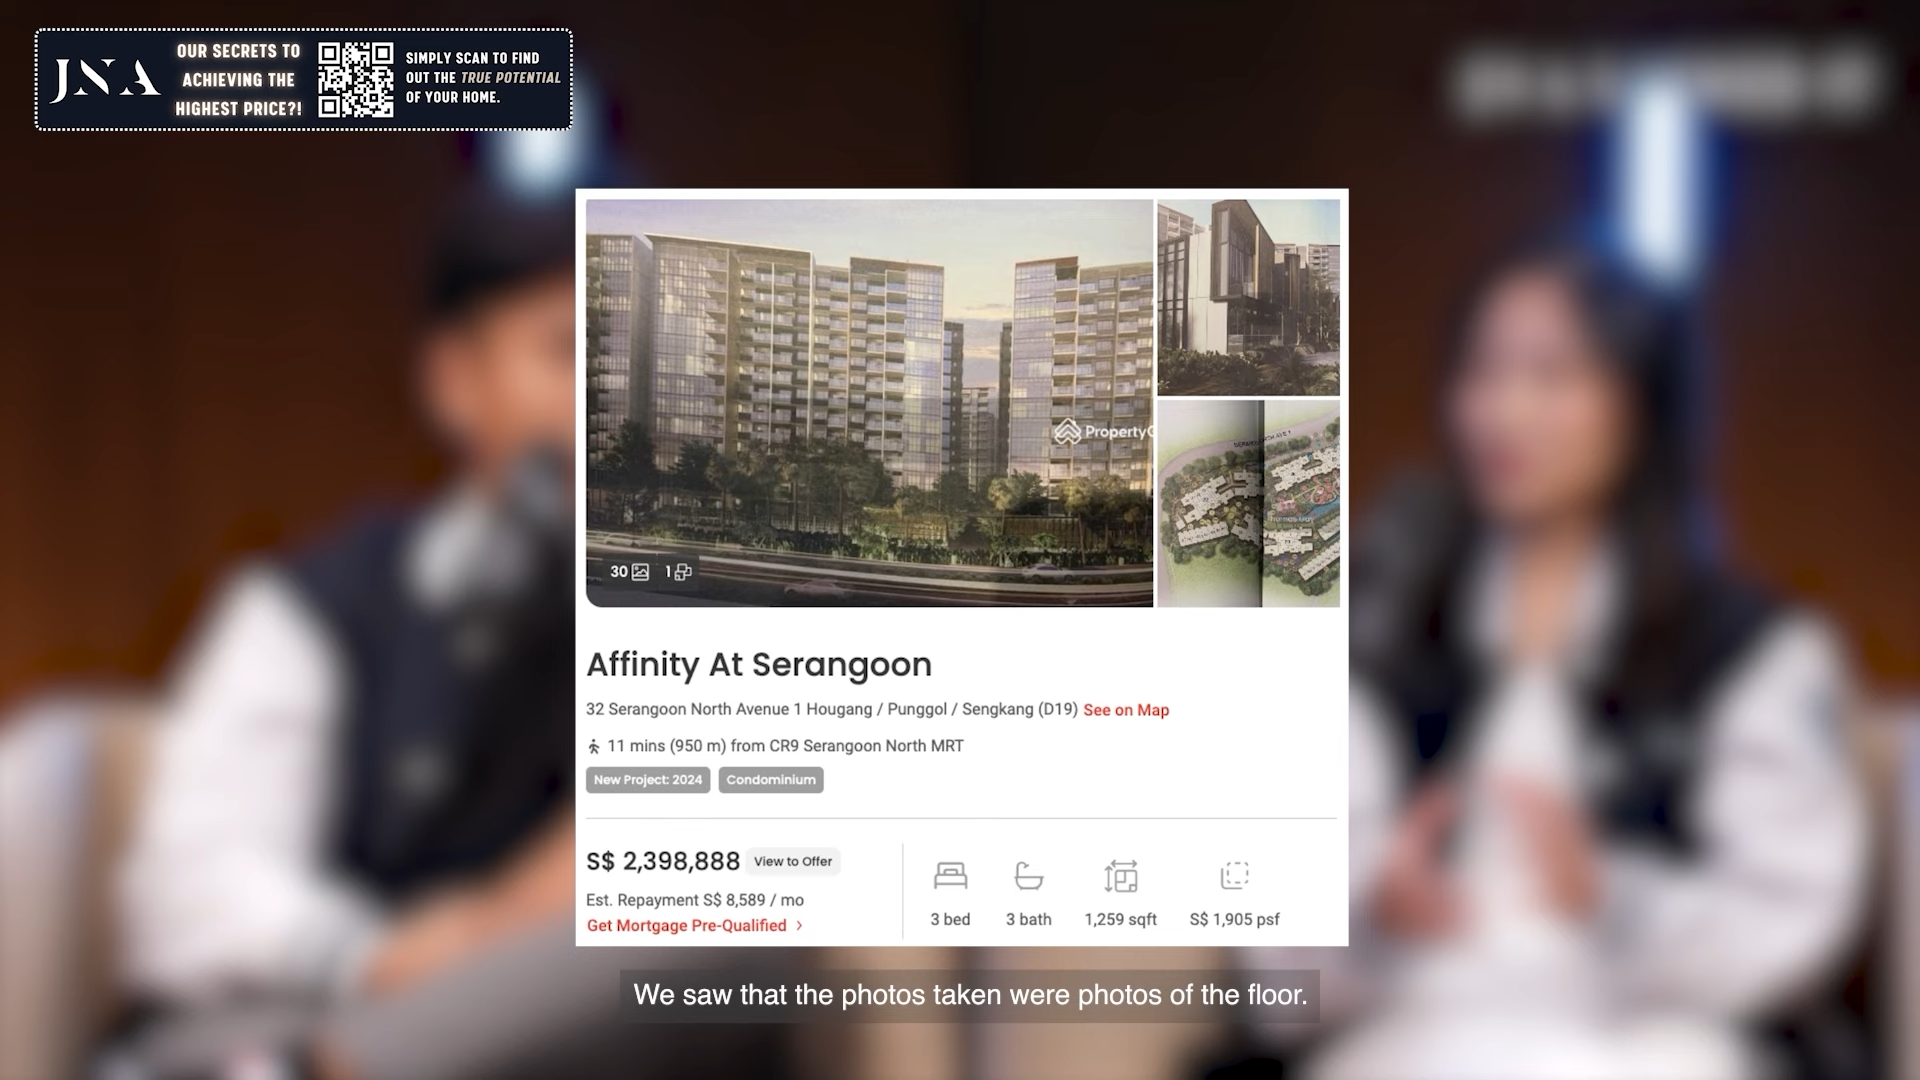 JNA
OUR SECRETS TO
ACHIEVING THE
HIGHEST PRICE?!
SIMPLY SCAN TO FIND
OUT THE TRUE POTENTIAL
OF YOUR HOME.
30
1
Affinity At Serangoon
32 Serangoon North Avenue 1 Hougang / Punggol / Sengkang (D19) See on Map
11 mins (950 m) from CR9 Serangoon North MRT
New Project: 2024
Condominium
S$ 2,398,888
View to Offer
Est. Repayment S$ 8,589 / mo
Get Mortgage Pre-Qualified
3 bed
3 bath
1,259 sqft
S$ 1,905 psf
We saw that the photos taken were photos of the floor.